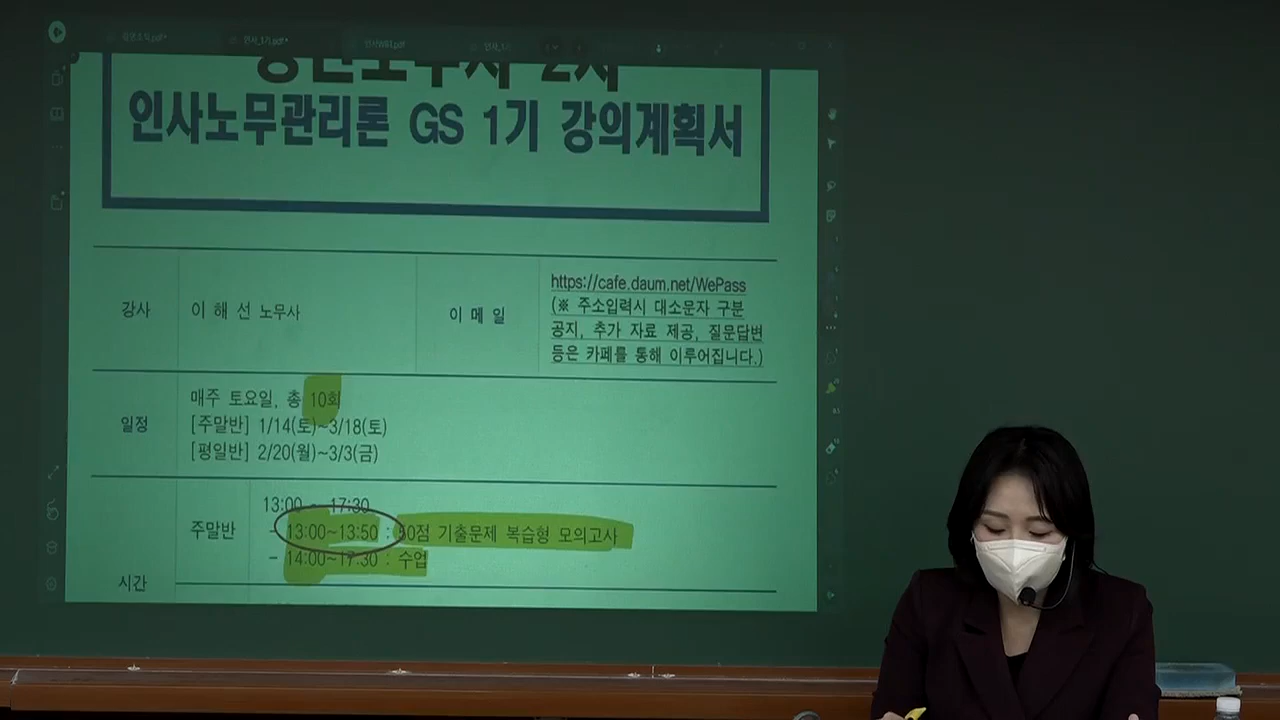 인사_1기.pdf*
인사노무관리론 GS 1기 강의계획서
강사
이 해 선 노무사
이 메 일
https://cafe.daum.net/WePass
(※ 주소입력시 대소문자 구분
공지, 추가 자료 제공, 질문답변
등은 카페를 통해 이루어집니다.)
일정
매주 토요일, 총 10회
[주말반] 1/14(토)~3/18(토)
[평일반] 2/20(월)~3/3(금)
시간
주말반
13:00 ~ 17:30
- 13:00~13:50 : 50점 기출문제 복습형 모의고사
- 14:00~17:30 : 수업